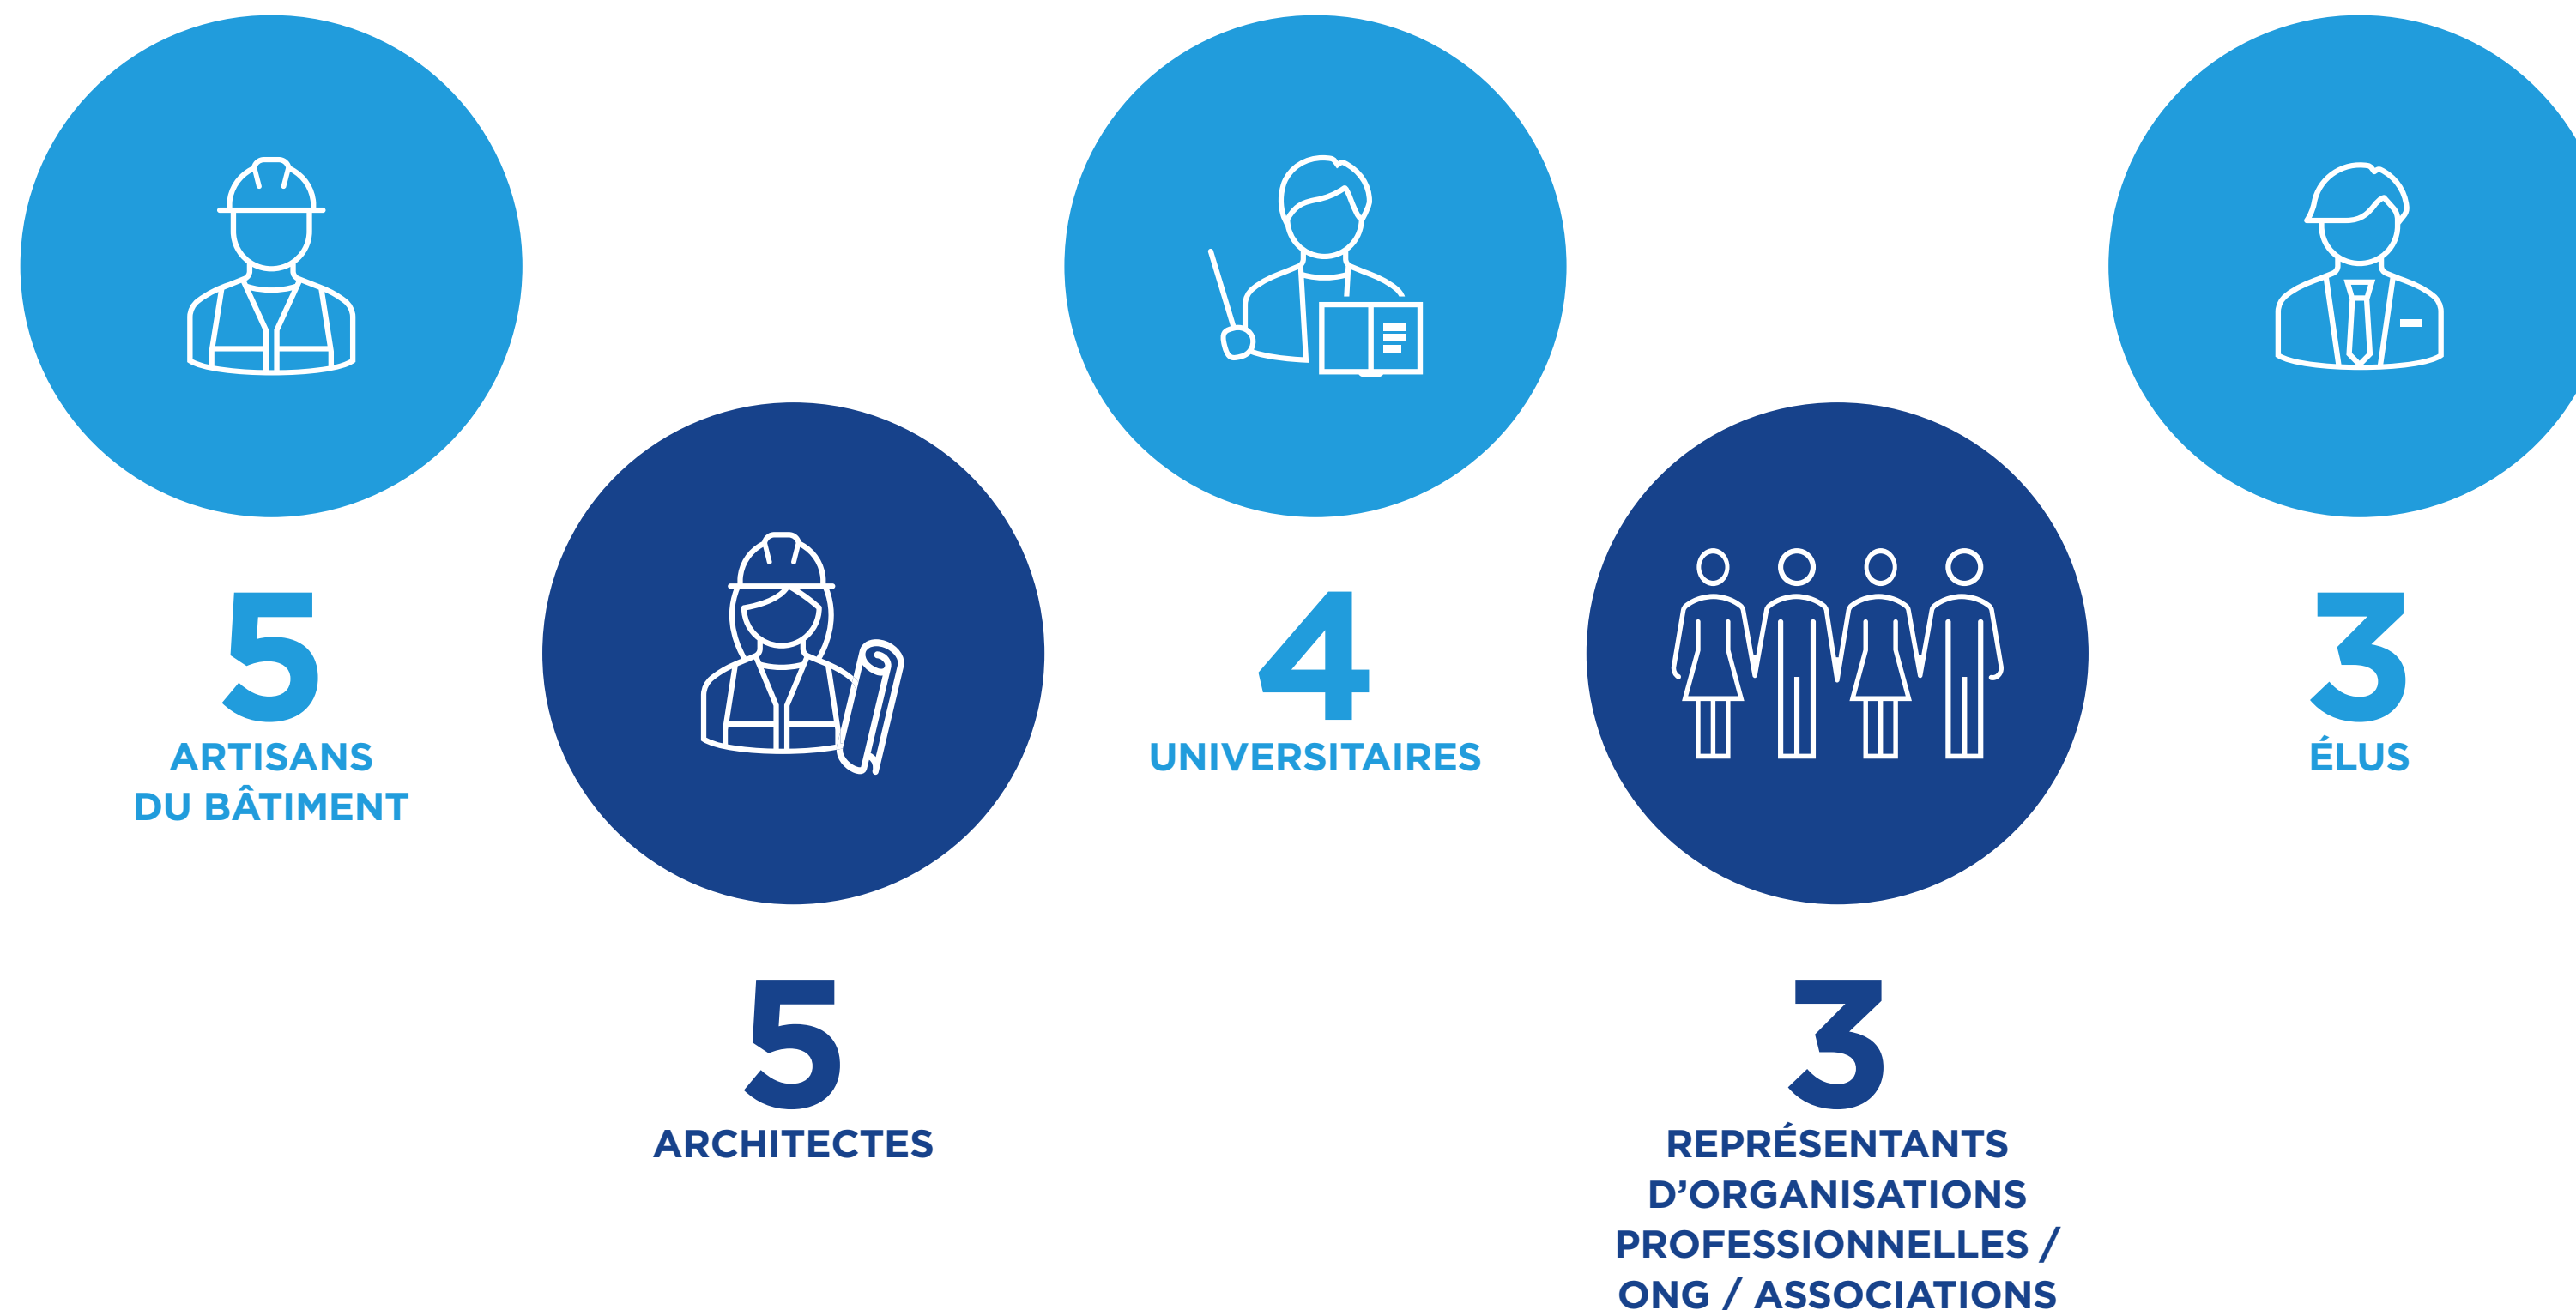 5
ARTISANS
DU BÂTIMENT
5
ARCHITECTES
4
UNIVERSITAIRES
3
REPRÉSENTANTS
D’ORGANISATIONS
PROFESSIONNELLES /
ONG / ASSOCIATIONS
3
ÉLUS